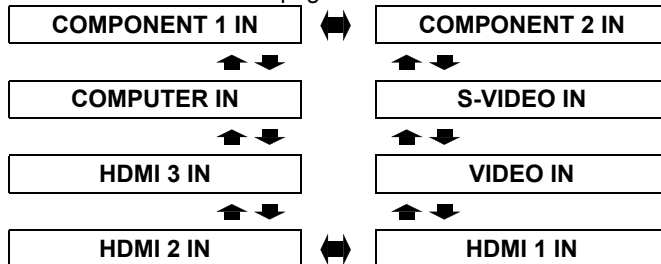 COMPONENT 1 IN COMPONENT 2 IN
COMPUTER IN S-VIDEO IN
HDMI 3 IN VIDEO IN
HDMI 2 IN HDMI 1 IN